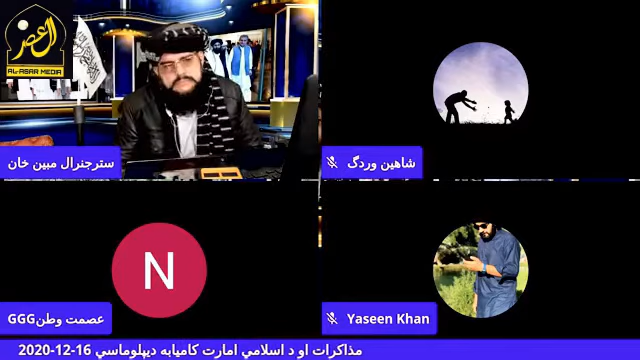 العصر
AL-ASAR MEDIA
سترجنرال مبین خان
شاهین وردگ
N
عصمت وطنGGG
Yaseen Khan
مذاکرات او د اسلامي امارت کامیابه دیپلوماسي 16-12-2020